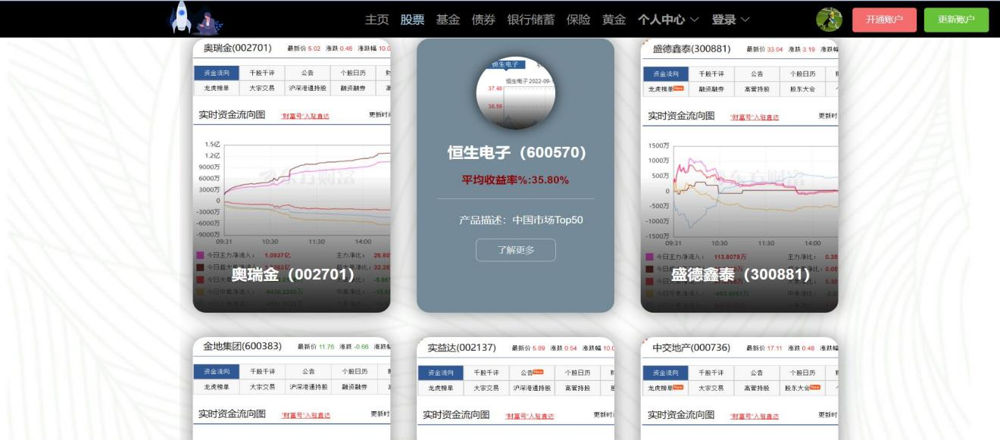 主页 股票 基金 债券 银行储蓄 保险 黄金 个人中心 登录 开通账户 更新账户
奥瑞金(002701) 最新价 5.02 涨跌 0.46 涨跌幅 10.0
资金流向 千股千评 公告 个股日历
龙虎榜单 大宗交易 沪深港通持股 融资融券
实时资金流向图 "财富号"入驻直达 更新时间
1.5亿
1.2亿
9000万
6000万
3000万
0
-3000万
-6000万
-9000万
09:31 10:30 11:30 14:00
今日主力净流入: 1.0937亿 主力净比: 26.60
奥瑞金（002701）
恒生电子
恒生电子 2022-09-
37.48
36.59
恒生电子（600570）
平均收益率%:35.80%
产品描述：中国市场Top50
了解更多
盛德鑫泰(300881) 最新价 33.04 涨跌 3.19 涨跌幅
资金流向 千股千评 公告 个股日历
龙虎榜单 New 融资融券 高管持股 股东大会
实时资金流向图 "财富号"入驻直达 更新时
1500万
1000万
500万
0
-500万
-1000万
-1500万
09:31 10:30 11:30 14:00
今日主力净流入: 113.8078万 主力净比: 0.35
盛德鑫泰（300881）
金地集团(600383) 最新价 11.76 涨跌 -0.66 涨跌
资金流向 千股千评 公告 个股日历
龙虎榜单 大宗交易 沪深港通持股 融资融券
实时资金流向图 "财富号"入驻直达 更新时
实益达(002137) 最新价 5.89 涨跌 0.54 涨跌幅 10.0
资金流向 千股千评 公告 New 个股日历
龙虎榜单 大宗交易 沪深港通持股 高管持股
实时资金流向图 "财富号"入驻直达 更新时
中交地产(000736) 最新价 17.11 涨跌 0.48 涨跌幅
资金流向 千股千评 公告 个股日历
龙虎榜单 New 大宗交易 高管持股 股东大会 New
实时资金流向图 "财富号"入驻直达 更新时